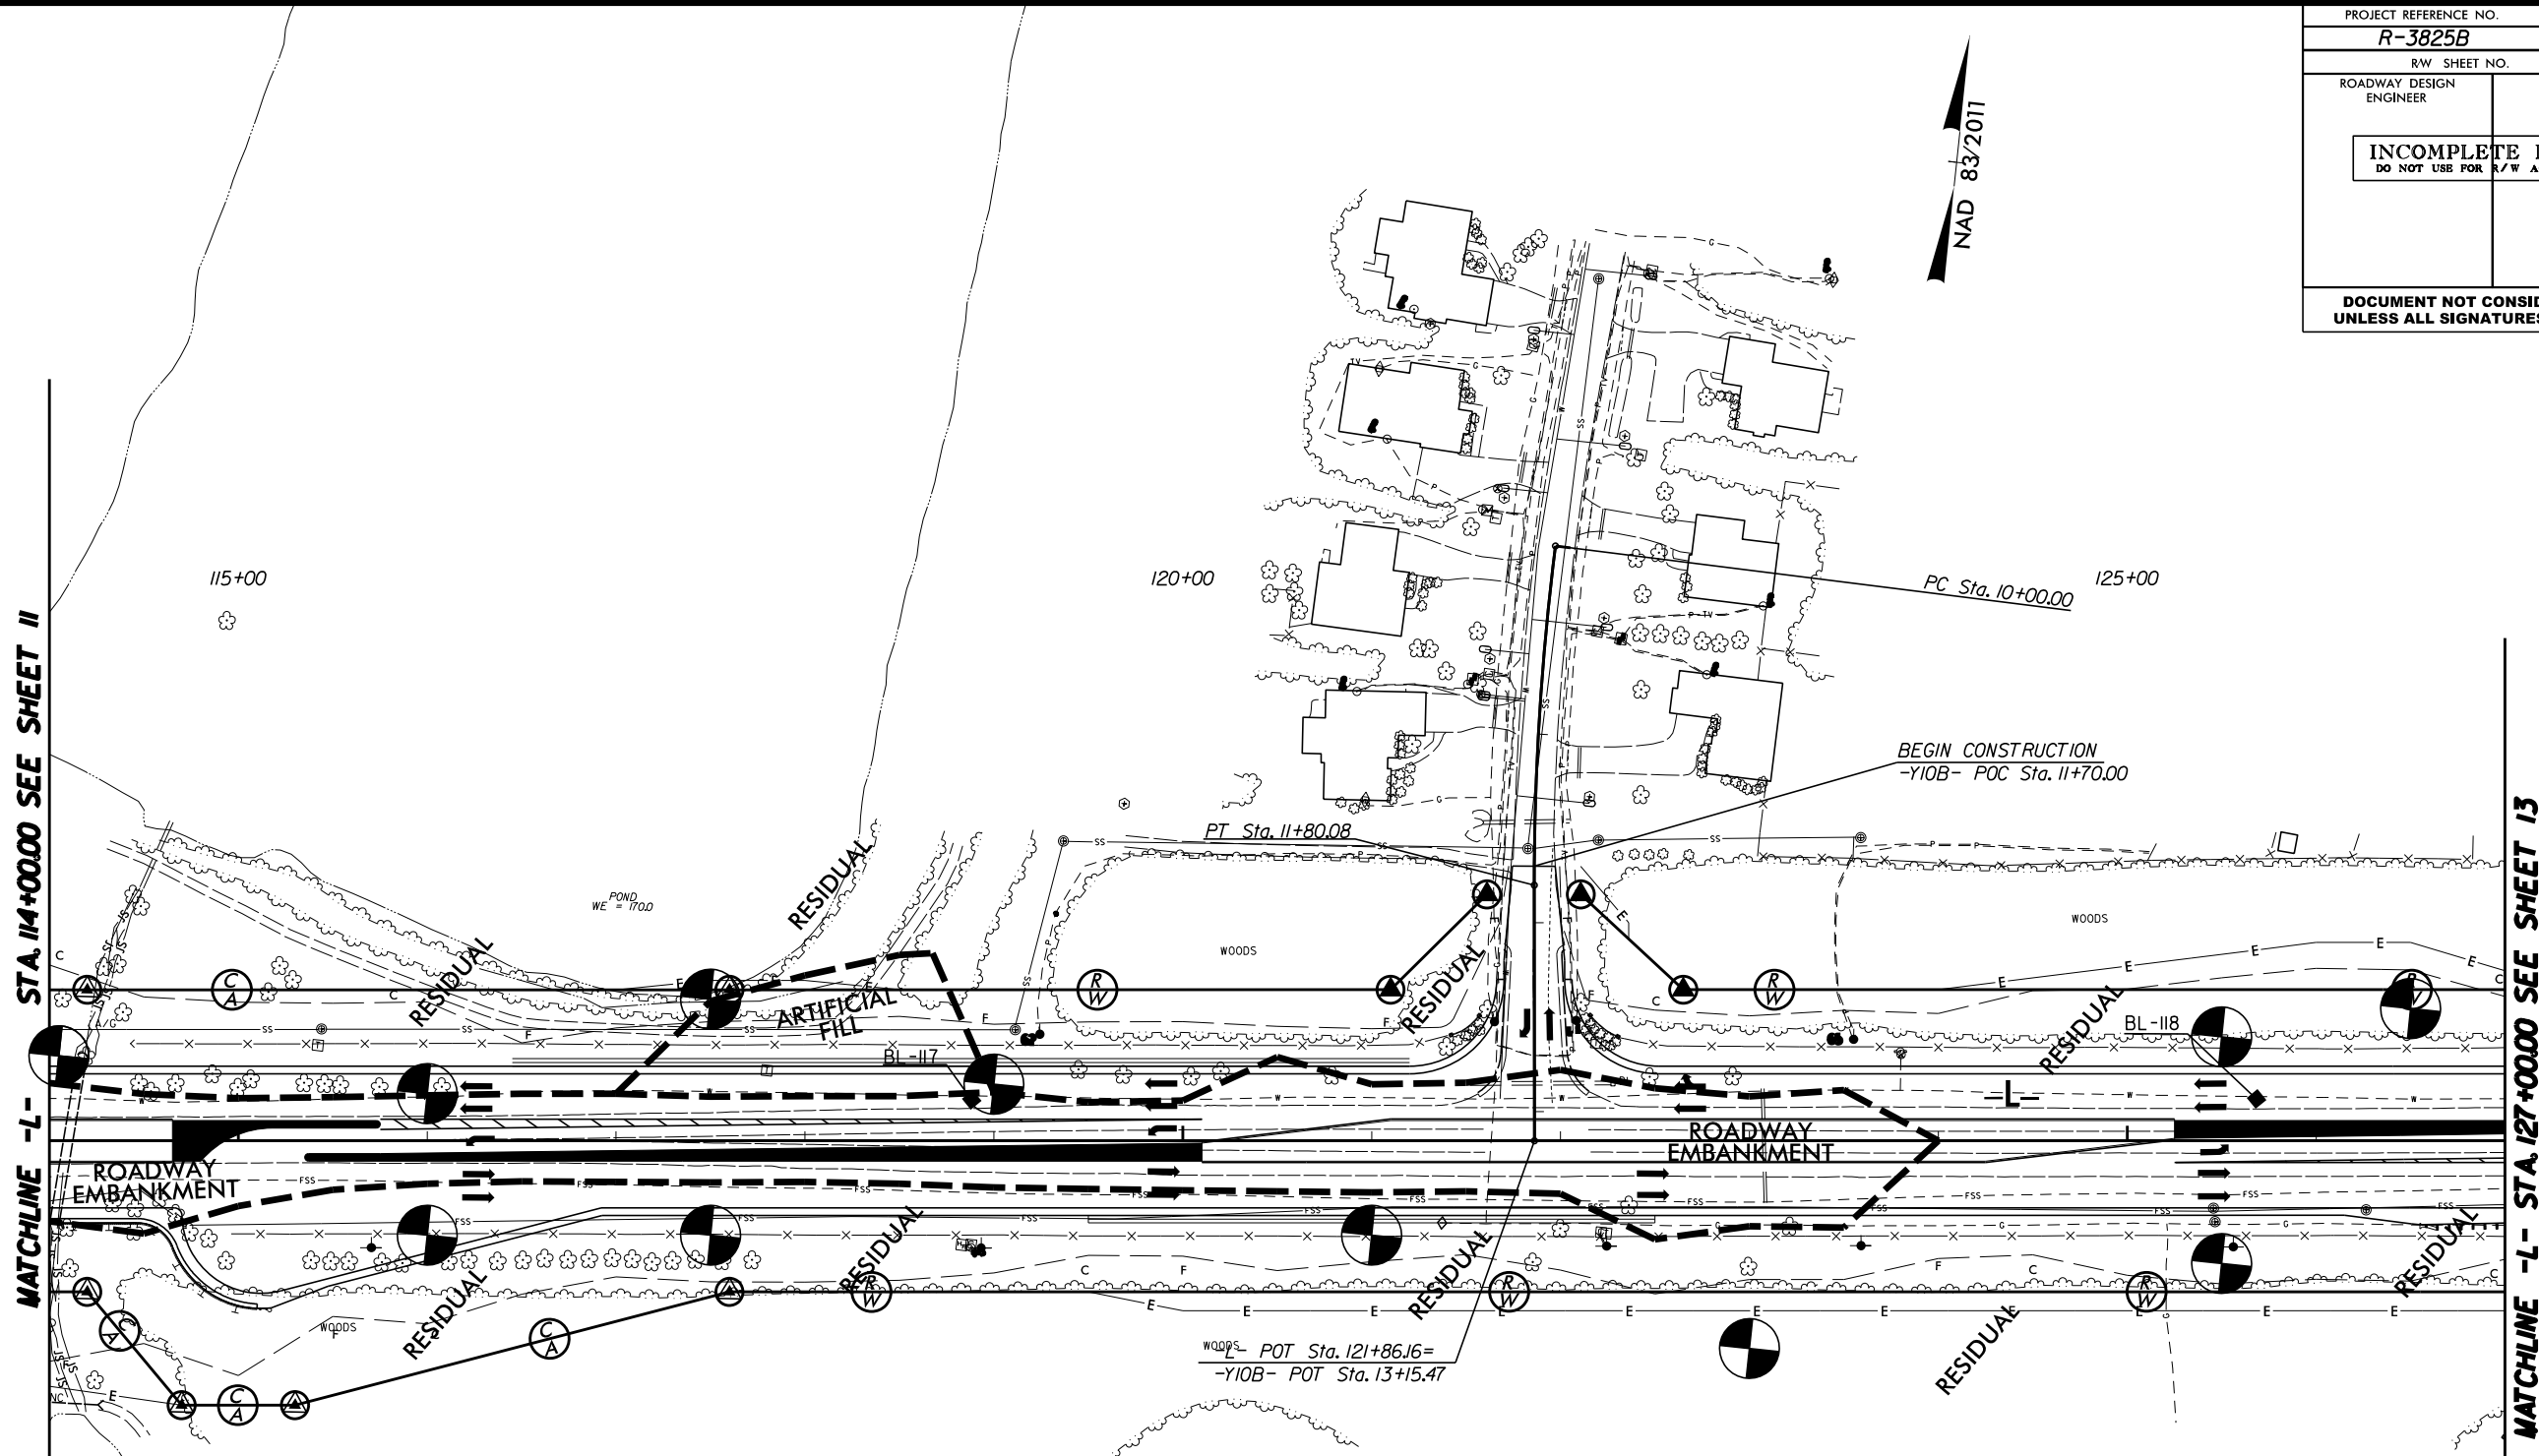 PROJECT REFERENCE NO.
R-3825B
RW SHEET NO.
ROADWAY DESIGN
ENGINEER
INCOMPLETE
DO NOT USE FOR R/W A
DOCUMENT NOT CONSID
UNLESS ALL SIGNATURES
NAD 83/2011
115+00
120+00
125+00
PC Sta. 10+00.00
BEGIN CONSTRUCTION
-Y10B- POC Sta. 11+70.00
PT Sta. 11+80.08
MATCHLINE -L- STA. 114+00.00 SEE SHEET 11
MATCHLINE -L- STA. 127+00.00 SEE SHEET 13
POND
WE = 170.0
RESIDUAL
RESIDUAL
WOODS
WOODS
RESIDUAL
RESIDUAL
ARTIFICIAL
FILL
BL-117
BL-118
-L-
ROADWAY
EMBANKMENT
ROADWAY
EMBANKMENT
RESIDUAL
RESIDUAL
RESIDUAL
RESIDUAL
RESIDUAL
WOODS
WOODS
-L- POT Sta. 121+86.16=
-Y10B- POT Sta. 13+15.47
C
A
C
A
C
A
C
A
R
W
R
W
R
W
R
W
R
W